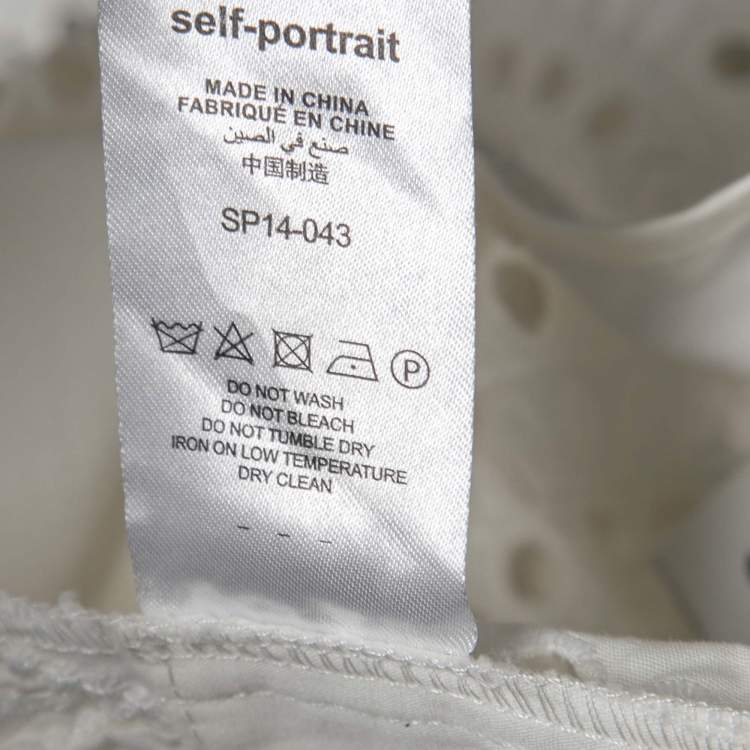 self-portrait
MADE IN CHINA
FABRIQUÉ EN CHINE
صنع في الصين
中国制造
SP14-043
P
DO NOT WASH
DO NOT BLEACH
DO NOT TUMBLE DRY
IRON ON LOW TEMPERATURE
DRY CLEAN